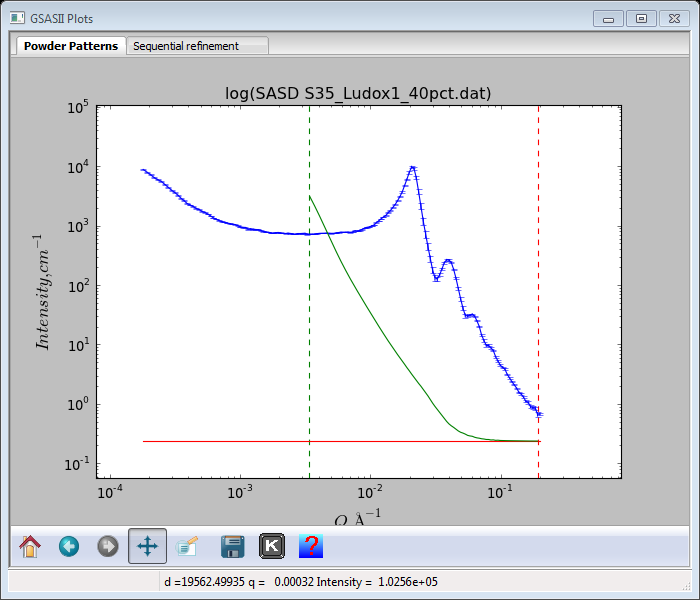 GSASII Plots
Powder Patterns Sequential refinement
log(SASD S35_Ludox1_40pct.dat)
10^5
10^4
10^3
10^2
10^1
10^0
10^-1
Intensity, cm^-1
10^-4 10^-3 10^-2 10^-1
Q, Å^-1
K ?
d =19562.49935 q = 0.00032 Intensity = 1.0256e+05